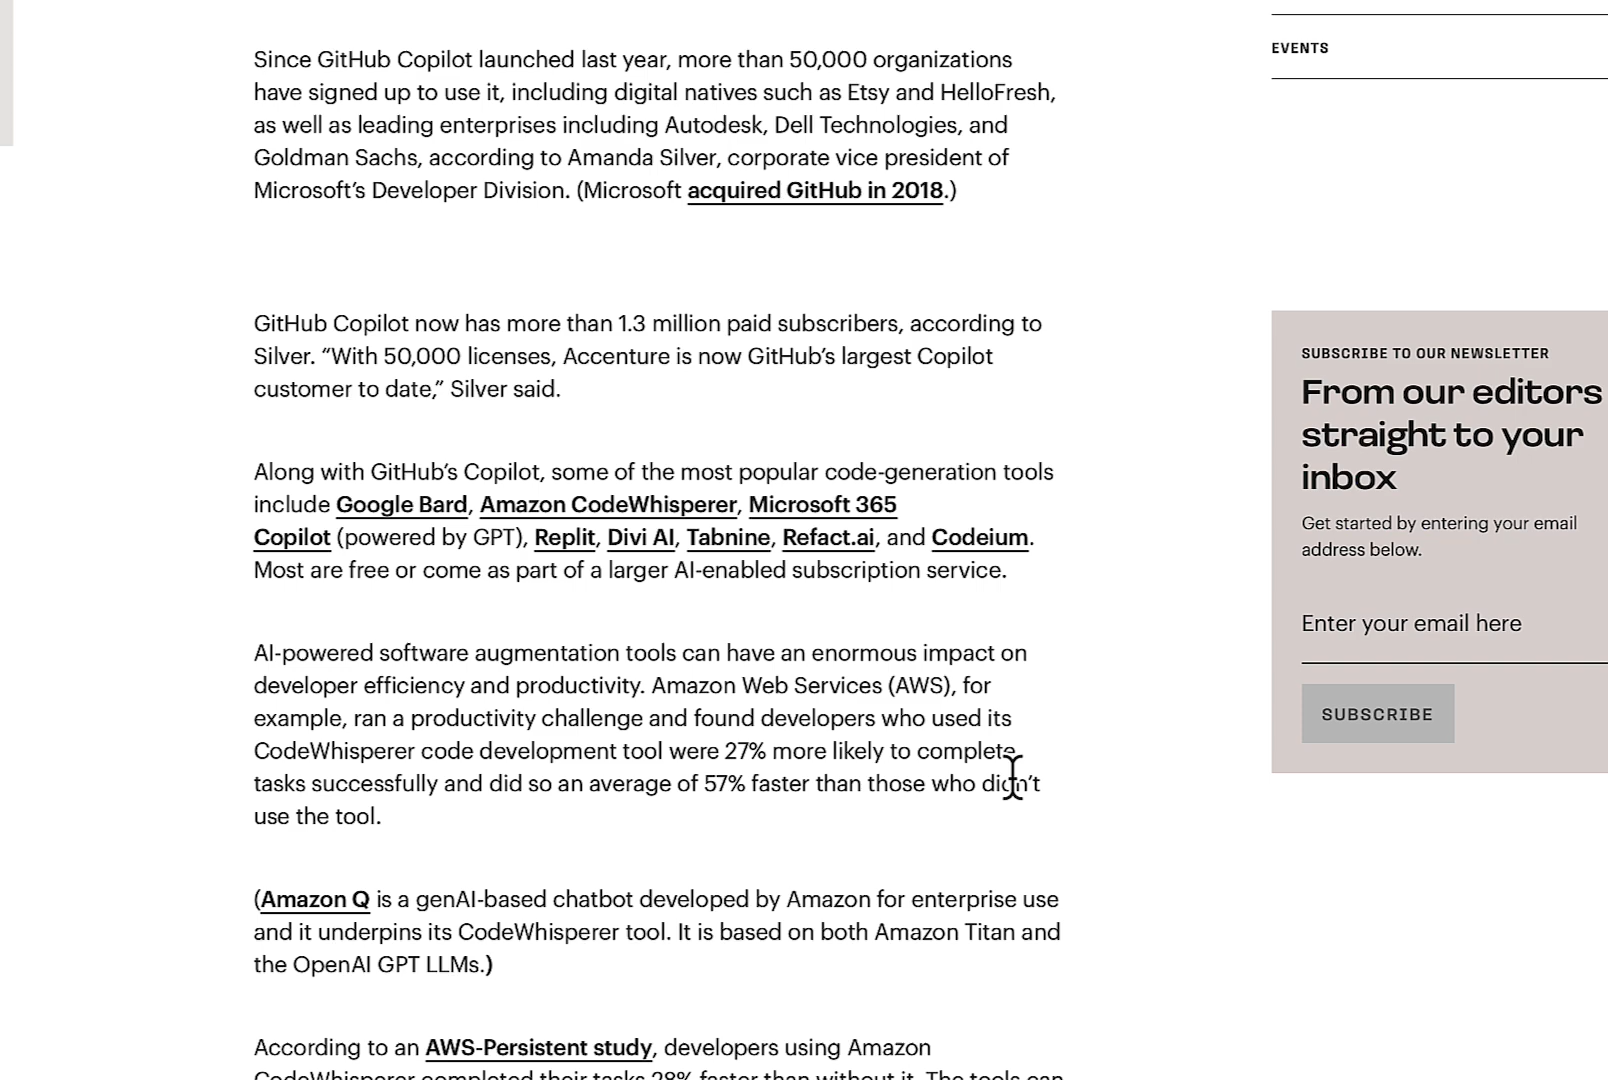 Since GitHub Copilot launched last year, more than 50,000 organizations
have signed up to use it, including digital natives such as Etsy and HelloFresh,
as well as leading enterprises including Autodesk, Dell Technologies, and
Goldman Sachs, according to Amanda Silver, corporate vice president of
Microsoft’s Developer Division. (Microsoft acquired GitHub in 2018.)
GitHub Copilot now has more than 1.3 million paid subscribers, according to
Silver. “With 50,000 licenses, Accenture is now GitHub’s largest Copilot
customer to date,” Silver said.
Along with GitHub’s Copilot, some of the most popular code-generation tools
include Google Bard, Amazon CodeWhisperer, Microsoft 365
Copilot (powered by GPT), Replit, Divi AI, Tabnine, Refact.ai, and Codeium.
Most are free or come as part of a larger AI-enabled subscription service.
AI-powered software augmentation tools can have an enormous impact on
developer efficiency and productivity. Amazon Web Services (AWS), for
example, ran a productivity challenge and found developers who used its
CodeWhisperer code development tool were 27% more likely to complete
tasks successfully and did so an average of 57% faster than those who didn’t
use the tool.
(Amazon Q is a genAI-based chatbot developed by Amazon for enterprise use
and it underpins its CodeWhisperer tool. It is based on both Amazon Titan and
the OpenAI GPT LLMs.)
According to an AWS-Persistent study, developers using Amazon
CodeWhisperer completed their tasks 28% faster than without it. The tools can
EVENTS
SUBSCRIBE TO OUR NEWSLETTER
From our editors
straight to your
inbox
Get started by entering your email
address below.
Enter your email here
SUBSCRIBE